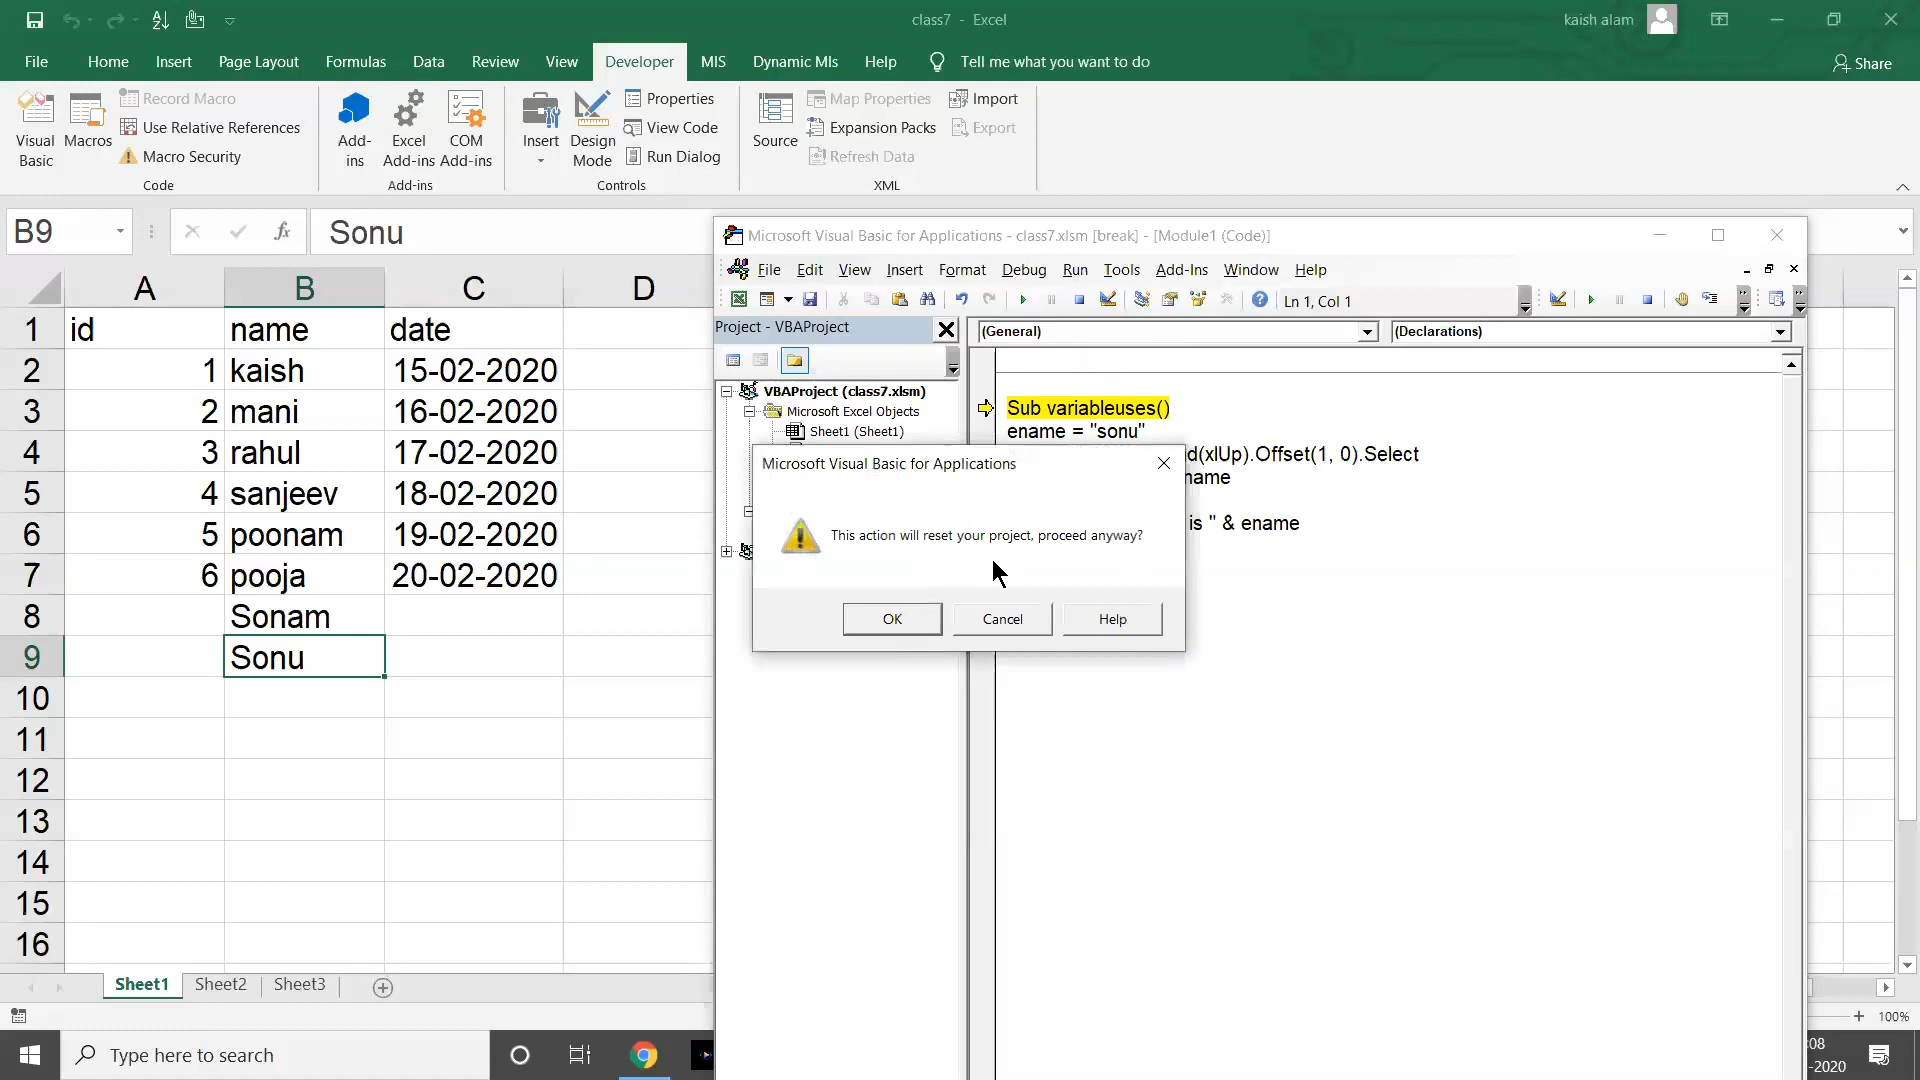 class7 - Excel
kaish alam
File Home Insert Page Layout Formulas Data Review View Developer MIS Dynamic MIs Help Tell me what you want to do
Share
Visual Basic
Macros
Record Macro
Use Relative References
Macro Security
Code
Add-ins
Excel Add-ins
COM Add-ins
Add-ins
Insert
Design Mode
Properties
View Code
Run Dialog
Controls
Source
Map Properties
Expansion Packs
Refresh Data
Import
Export
XML
B9
fx
Sonu
A B C D
1 id name date
2 1 kaish 15-02-2020
3 2 mani 16-02-2020
4 3 rahul 17-02-2020
5 4 sanjeev 18-02-2020
6 5 poonam 19-02-2020
7 6 pooja 20-02-2020
8 Sonam
9 Sonu
10
11
12
13
14
15
16
Sheet1 Sheet2 Sheet3
100%
Microsoft Visual Basic for Applications - class7.xlsm [break] - [Module1 (Code)]
File Edit View Insert Format Debug Run Tools Add-Ins Window Help
Ln 1, Col 1
Project - VBAProject
(General)
(Declarations)
VBAProject (class7.xlsm)
Microsoft Excel Objects
Sheet1 (Sheet1)
Sub variableuses()
ename = "sonu"
d(xlUp).Offset(1, 0).Select
name
is " & ename
Microsoft Visual Basic for Applications
This action will reset your project, proceed anyway?
OK Cancel Help
Type here to search
:08
-2020